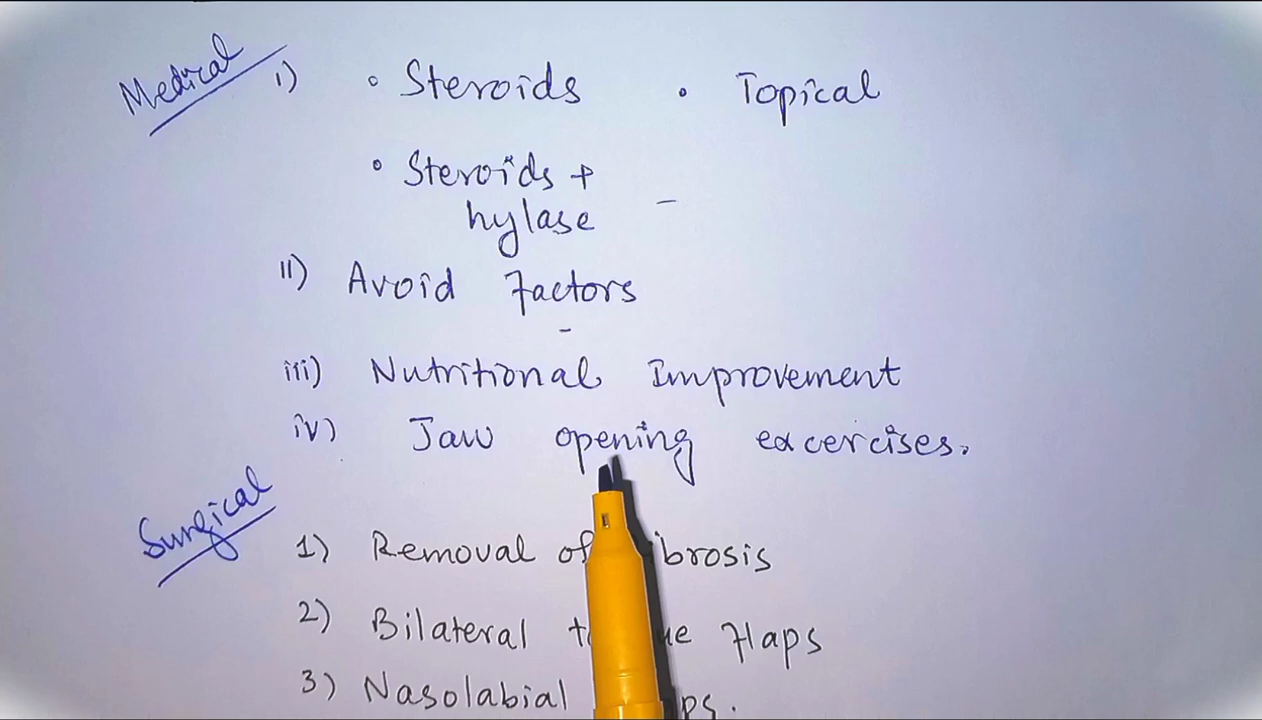 Medical i) • Steroids • Topical
• Steroids +
hylase
ii) Avoid Factors
iii) Nutritional Improvement
iv) Jaw opening excercises.
Surgical
1) Removal of
2) Bilateral Flaps
3) Nasolabial